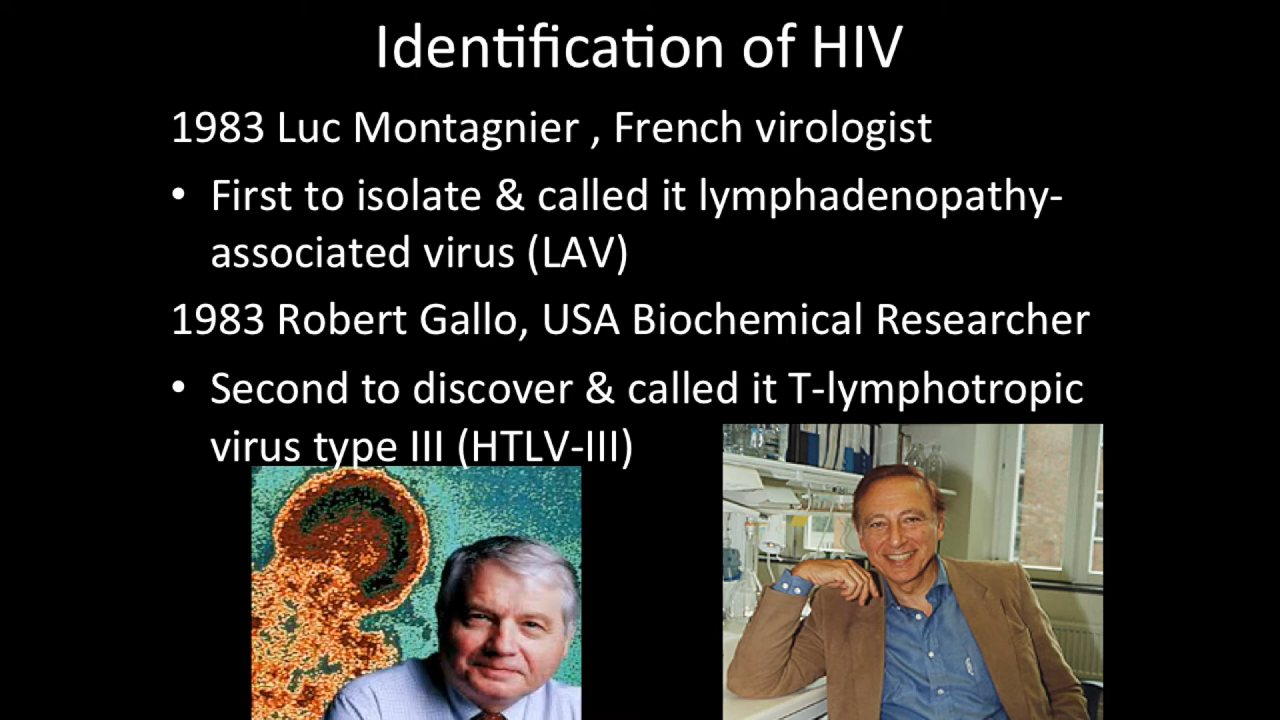 Identification of HIV
1983 Luc Montagnier , French virologist
• First to isolate & called it lymphadenopathy-
associated virus (LAV)
1983 Robert Gallo, USA Biochemical Researcher
• Second to discover & called it T-lymphotropic
virus type III (HTLV-III)